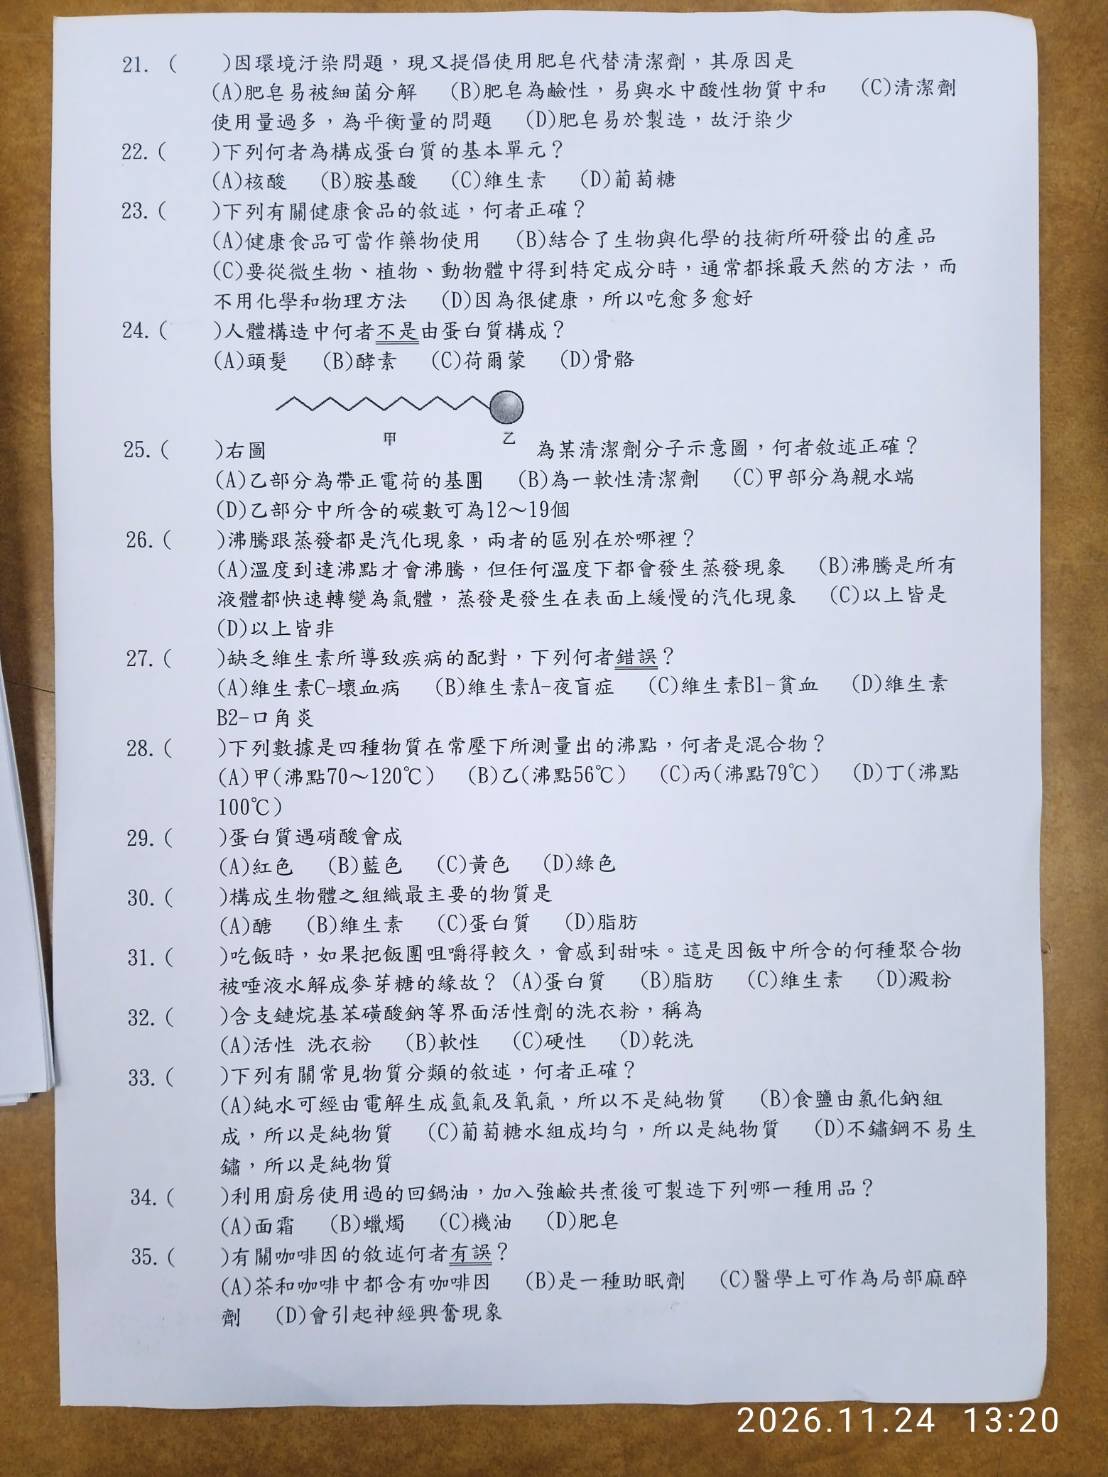 21. (　　)因環境汙染問題，現又提倡使用肥皂代替清潔劑，其原因是
(A)肥皂易被細菌分解　(B)肥皂為鹼性，易與水中酸性物質中和　(C)清潔劑
使用量過多，為平衡量的問題　(D)肥皂易於製造，故汙染少
22. (　　)下列何者為構成蛋白質的基本單元？
(A)核酸　(B)胺基酸　(C)維生素　(D)葡萄糖
23. (　　)下列有關健康食品的敘述，何者正確？
(A)健康食品可當作藥物使用　(B)結合了生物與化學的技術所研發出的產品
(C)要從微生物、植物、動物體中得到特定成分時，通常都採最天然的方法，而
不用化學和物理方法　(D)因為很健康，所以吃愈多愈好
24. (　　)人體構造中何者不是由蛋白質構成？
(A)頭髮　(B)酵素　(C)荷爾蒙　(D)骨骼
甲　乙
25. (　　)右圖　為某清潔劑分子示意圖，何者敘述正確？
(A)乙部分為帶正電荷的基團　(B)為一軟性清潔劑　(C)甲部分為親水端
(D)乙部分中所含的碳數可為12～19個
26. (　　)沸騰跟蒸發都是汽化現象，兩者的區別在於哪裡？
(A)溫度到達沸點才會沸騰，但任何溫度下都會發生蒸發現象　(B)沸騰是所有
液體都快速轉變為氣體，蒸發是發生在表面上緩慢的汽化現象　(C)以上皆是
(D)以上皆非
27. (　　)缺乏維生素所導致疾病的配對，下列何者錯誤？
(A)維生素C-壞血病　(B)維生素A-夜盲症　(C)維生素B1-貧血　(D)維生素
B2-口角炎
28. (　　)下列數據是四種物質在常壓下所測量出的沸點，何者是混合物？
(A)甲(沸點70～120℃)　(B)乙(沸點56℃)　(C)丙(沸點79℃)　(D)丁(沸點
100℃)
29. (　　)蛋白質遇硝酸會成
(A)紅色　(B)藍色　(C)黃色　(D)綠色
30. (　　)構成生物體之組織最主要的物質是
(A)醣　(B)維生素　(C)蛋白質　(D)脂肪
31. (　　)吃飯時，如果把飯團咀嚼得較久，會感到甜味。這是因飯中所含的何種聚合物
被唾液水解成麥芽糖的緣故？ (A)蛋白質　(B)脂肪　(C)維生素　(D)澱粉
32. (　　)含支鏈烷基苯磺酸鈉等界面活性劑的洗衣粉，稱為
(A)活性 洗衣粉　(B)軟性　(C)硬性　(D)乾洗
33. (　　)下列有關常見物質分類的敘述，何者正確？
(A)純水可經由電解生成氫氣及氧氣，所以不是純物質　(B)食鹽由氯化鈉組
成，所以是純物質　(C)葡萄糖水組成均勻，所以是純物質　(D)不鏽鋼不易生
鏽，所以是純物質
34. (　　)利用廚房使用過的回鍋油，加入強鹼共煮後可製造下列哪一種用品？
(A)面霜　(B)蠟燭　(C)機油　(D)肥皂
35. (　　)有關咖啡因的敘述何者有誤？
(A)茶和咖啡中都含有咖啡因　(B)是一種助眠劑　(C)醫學上可作為局部麻醉
劑　(D)會引起神經興奮現象
2026.11.24 13:20